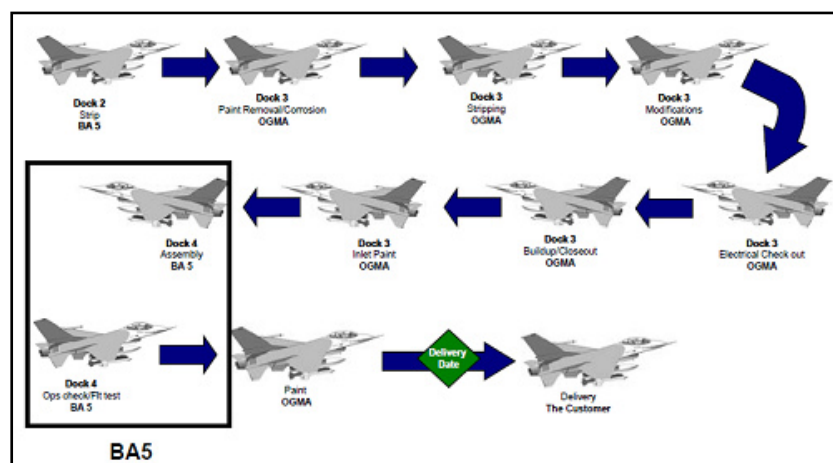 Dock 2
Strip
BA 5
Dock 3
Paint Removal/Corrosion
OGMA
Dock 3
Stripping
OGMA
Dock 3
Modifications
OGMA
Dock 3
Electrical Check out
OGMA
Dock 3
Buildup/Closeout
OGMA
Dock 3
Inlet Paint
OGMA
Dock 4
Assembly
BA 5
Dock 4
Ops check/Flt test
BA 5
Paint
OGMA
Delivery
Date
Delivery
The Customer
BA5